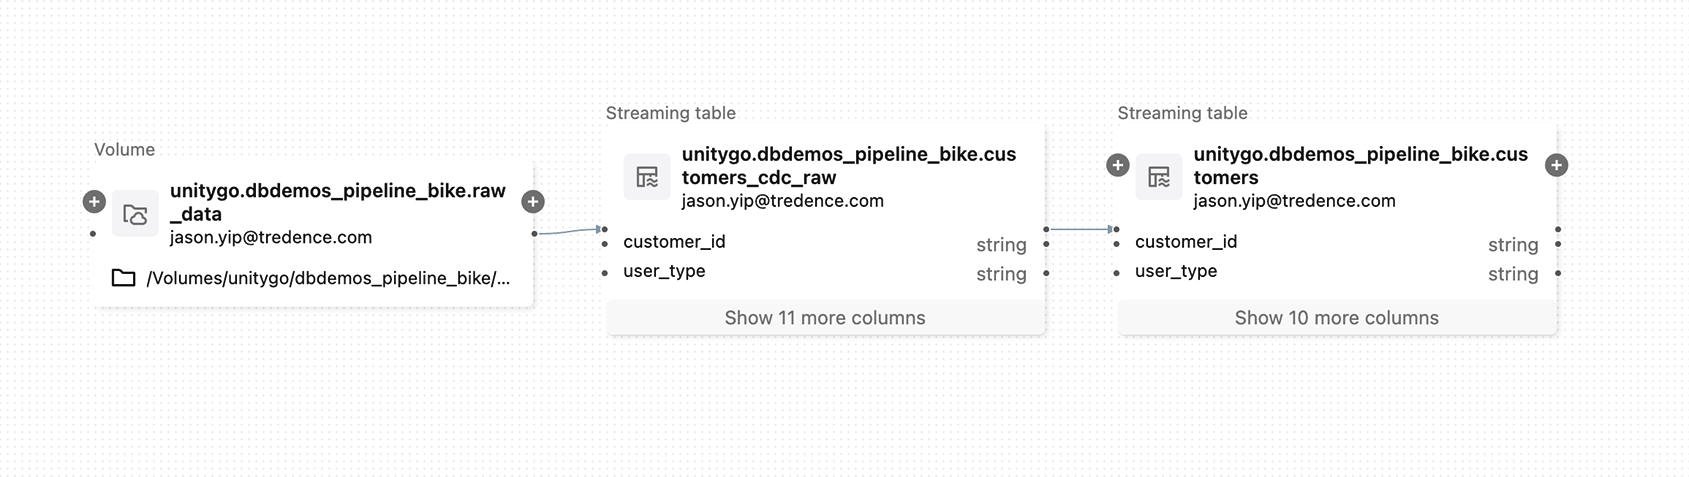 Volume
unitygo.dbdemos_pipeline_bike.raw
_data
jason.yip@tredence.com
/Volumes/unitygo/dbdemos_pipeline_bike/...
Streaming table
unitygo.dbdemos_pipeline_bike.cus
tomers_cdc_raw
jason.yip@tredence.com
customer_id string
user_type string
Show 11 more columns
Streaming table
unitygo.dbdemos_pipeline_bike.cus
tomers
jason.yip@tredence.com
customer_id string
user_type string
Show 10 more columns